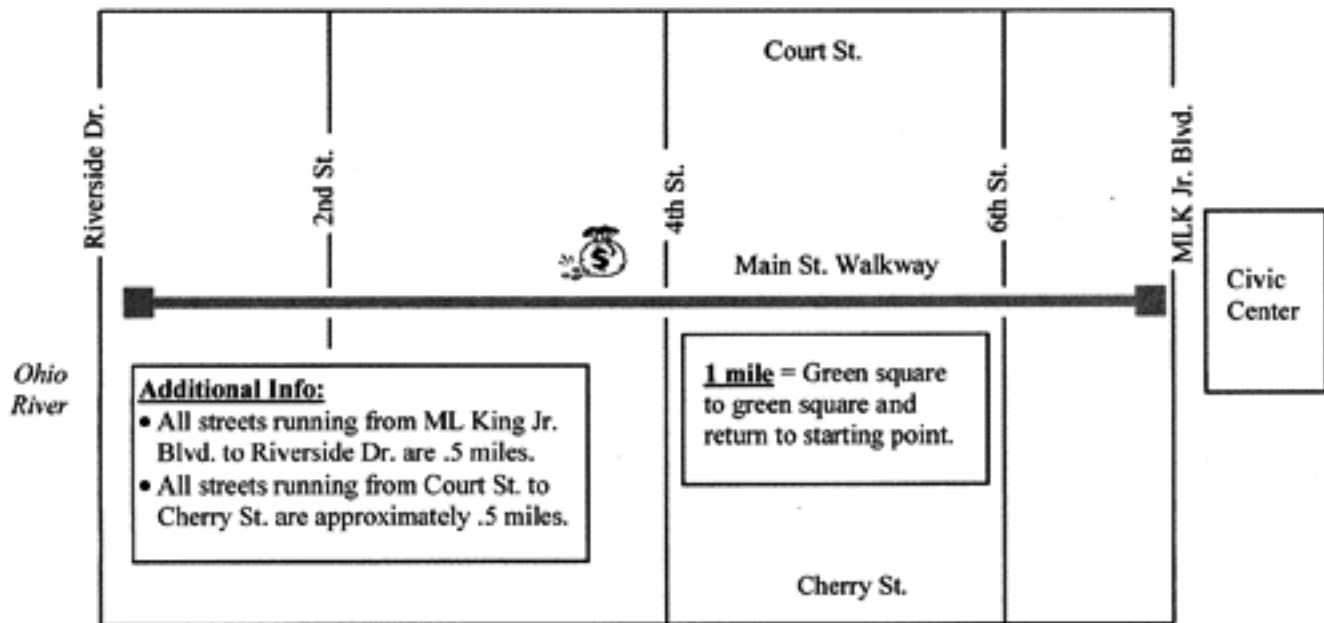 Court St.
Riverside Dr.
2nd St.
4th St.
6th St.
MLK Jr. Blvd.
$
Main St. Walkway
Civic
Center
Ohio
River
Additional Info:
• All streets running from ML King Jr.
Blvd. to Riverside Dr. are .5 miles.
• All streets running from Court St. to
Cherry St. are approximately .5 miles.
1 mile = Green square
to green square and
return to starting point.
Cherry St.